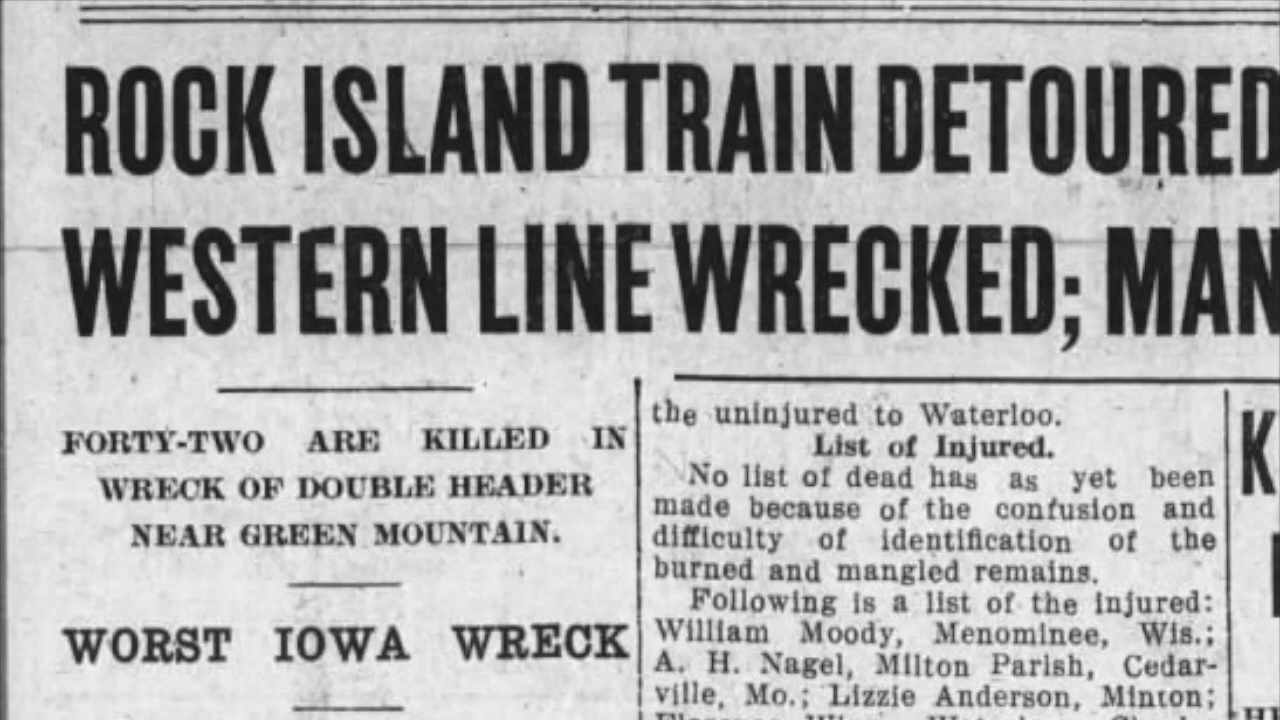 ROCK ISLAND TRAIN DETOURED
WESTERN LINE WRECKED; MAN
FORTY-TWO ARE KILLED IN
WRECK OF DOUBLE HEADER
NEAR GREEN MOUNTAIN.
WORST IOWA WRECK
the uninjured to Waterloo.
List of Injured.
No list of dead has as yet been
made because of the confusion and
difficulty of identification of the
burned and mangled remains.
Following is a list of the injured:
William Moody, Menominee, Wis.;
A. H. Nagel, Milton Parish, Cedar-
ville, Mo.; Lizzie Anderson, Minton;
K